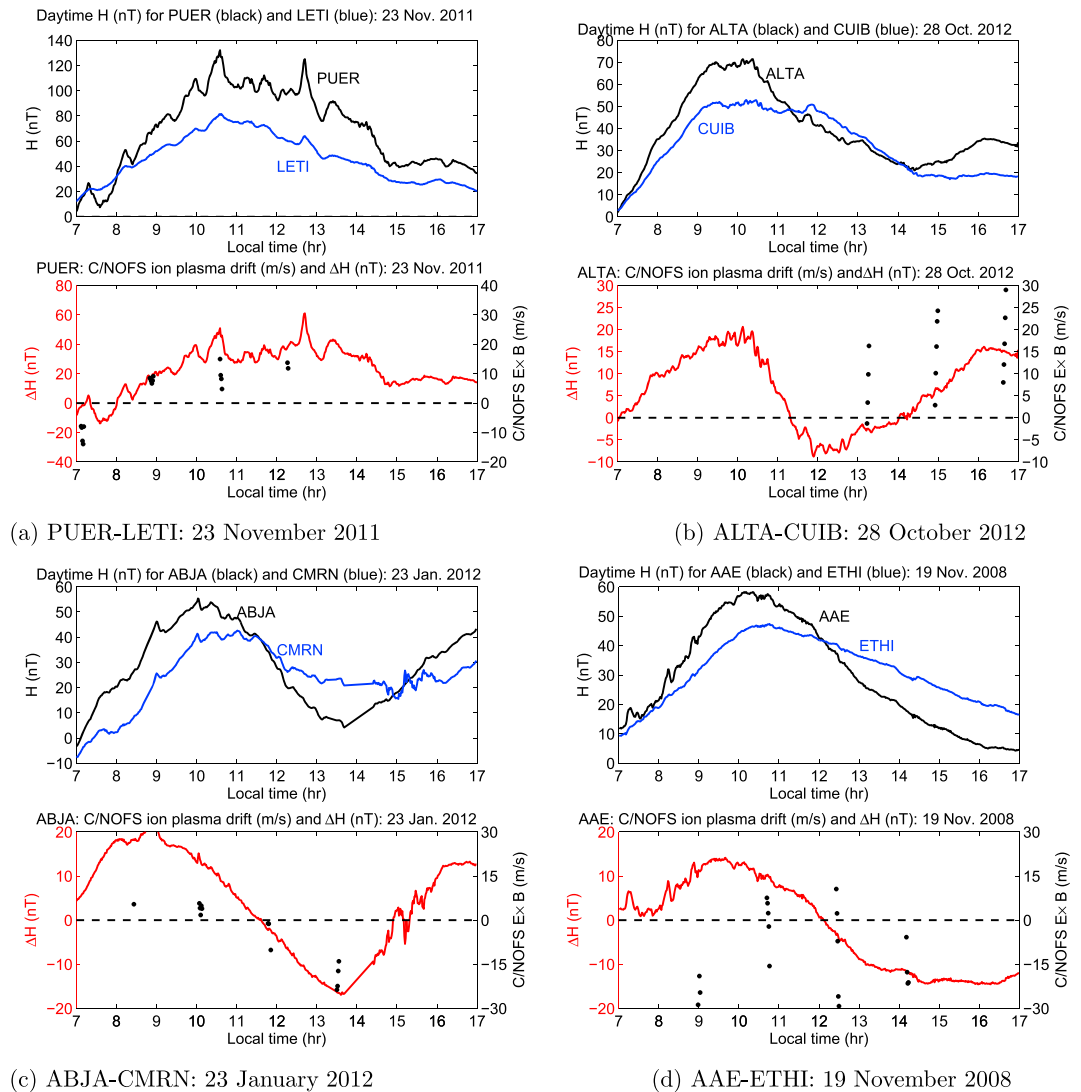 Daytime H (nT) for PUER (black) and LETI (blue): 23 Nov. 2011
140
120
100
80
60
40
20
0
H (nT)
PUER
LETI
7 8 9 10 11 12 13 14 15 16 17
Local time (hr)
PUER: C/NOFS ion plasma drift (m/s) and ΔH (nT): 23 Nov. 2011
80
60
40
20
0
−20
−40
ΔH (nT)
40
30
20
10
0
−10
−20
C/NOFS E× B (m/s)
7 8 9 10 11 12 13 14 15 16 17
Local time (hr)
(a) PUER-LETI: 23 November 2011
Daytime H (nT) for ALTA (black) and CUIB (blue): 28 Oct. 2012
80
70
60
50
40
30
20
10
0
H (nT)
ALTA
CUIB
7 8 9 10 11 12 13 14 15 16 17
Local time (hr)
ALTA: C/NOFS ion plasma drift (m/s) andΔH (nT): 28 Oct. 2012
30
25
20
15
10
5
0
−5
−10
ΔH (nT)
30
25
20
15
10
5
0
−5
−10
C/NOFS E× B (m/s)
7 8 9 10 11 12 13 14 15 16 17
Local time (hr)
(b) ALTA-CUIB: 28 October 2012
Daytime H (nT) for ABJA (black) and CMRN (blue): 23 Jan. 2012
60
50
40
30
20
10
0
−10
H (nT)
ABJA
CMRN
7 8 9 10 11 12 13 14 15 16 17
Local time (hr)
ABJA: C/NOFS ion plasma drift (m/s) and ΔH (nT): 23 Jan. 2012
20
10
0
−10
−20
ΔH (nT)
30
15
0
−15
−30
C/NOFS E× B (m/s)
7 8 9 10 11 12 13 14 15 16 17
Local time (hr)
(c) ABJA-CMRN: 23 January 2012
Daytime H (nT) for AAE (black) and ETHI (blue): 19 Nov. 2008
60
50
40
30
20
10
0
H (nT)
AAE
ETHI
7 8 9 10 11 12 13 14 15 16 17
Local time (hr)
AAE: C/NOFS ion plasma drift (m/s) and ΔH (nT): 19 Nov. 2008
20
10
0
−10
−20
ΔH (nT)
30
15
0
−15
−30
C/NOFS E× B (m/s)
7 8 9 10 11 12 13 14 15 16 17
Local time (hr)
(d) AAE-ETHI: 19 November 2008